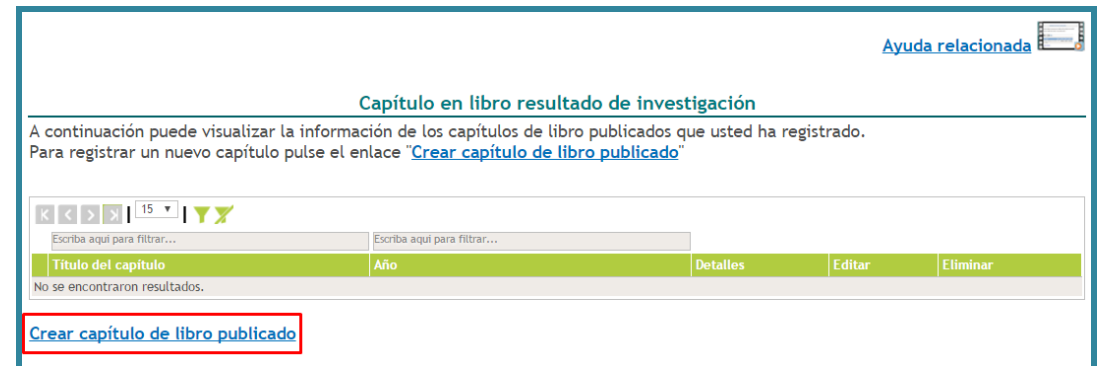 Ayuda relacionada
Capítulo en libro resultado de investigación
A continuación puede visualizar la información de los capítulos de libro publicados que usted ha registrado.
Para registrar un nuevo capítulo pulse el enlace "Crear capítulo de libro publicado"
15
Escriba aqui para filtrar... Escriba aqui para filtrar...
Título del capítulo Año Detalles Editar Eliminar
No se encontraron resultados.
Crear capítulo de libro publicado